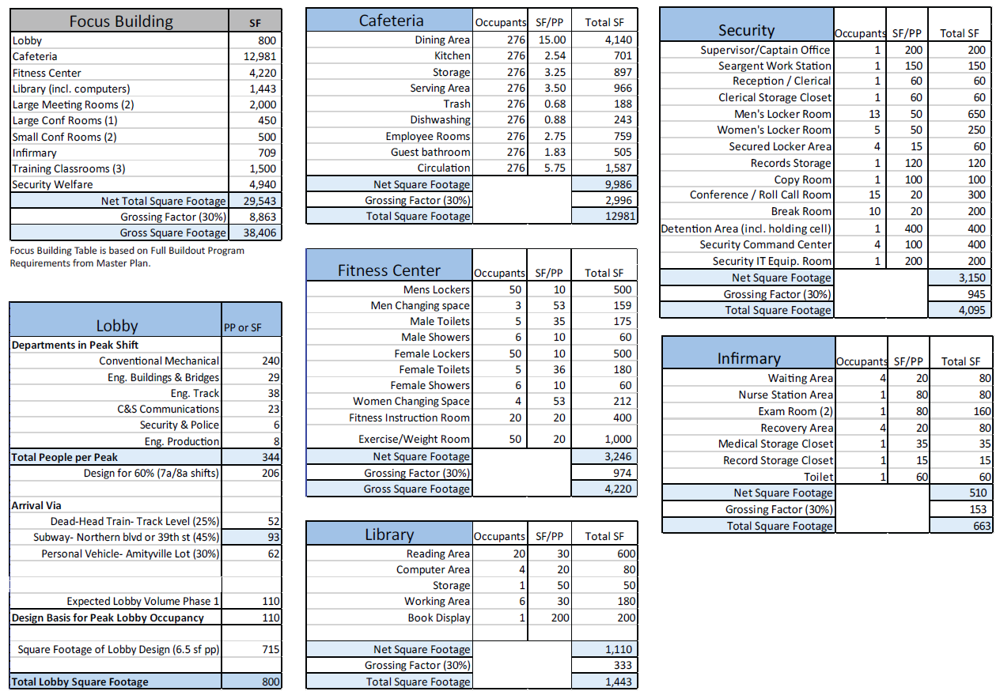 Focus Building SF
Lobby 800
Cafeteria 12,981
Fitness Center 4,220
Library (incl. computers) 1,443
Large Meeting Rooms (2) 2,000
Large Conf Rooms (1) 450
Small Conf Rooms (2) 500
Infirmary 709
Training Classrooms (3) 1,500
Security Welfare 4,940
Net Total Square Footage 29,543
Grossing Factor (30%) 8,863
Gross Square Footage 38,406
Focus Building Table is based on Full Buildout Program
Requirements from Master Plan.
Lobby PP or SF
Departments in Peak Shift
Conventional Mechanical 240
Eng. Buildings & Bridges 29
Eng. Track 38
C&S Communications 23
Security & Police 6
Eng. Production 8
Total People per Peak 344
Design for 60% (7a/8a shifts) 206
Arrival Via
Dead-Head Train- Track Level (25%) 52
Subway- Northern blvd or 39th st (45%) 93
Personal Vehicle- Amityville Lot (30%) 62
Expected Lobby Volume Phase 1 110
Design Basis for Peak Lobby Occupancy 110
Square Footage of Lobby Design (6.5 sf pp) 715
Total Lobby Square Footage 800
Cafeteria Occupants SF/PP Total SF
Dining Area 276 15.00 4,140
Kitchen 276 2.54 701
Storage 276 3.25 897
Serving Area 276 3.50 966
Trash 276 0.68 188
Dishwashing 276 0.88 243
Employee Rooms 276 2.75 759
Guest bathroom 276 1.83 505
Circulation 276 5.75 1,587
Net Square Footage 9,986
Grossing Factor (30%) 2,996
Total Square Footage 12981
Fitness Center Occupants SF/PP Total SF
Mens Lockers 50 10 500
Men Changing space 3 53 159
Male Toilets 5 35 175
Male Showers 6 10 60
Female Lockers 50 10 500
Female Toilets 5 36 180
Female Showers 6 10 60
Women Changing Space 4 53 212
Fitness Instruction Room 20 20 400
Exercise/Weight Room 50 20 1,000
Net Square Footage 3,246
Grossing Factor (30%) 974
Gross Square Footage 4,220
Library Occupants SF/PP Total SF
Reading Area 20 30 600
Computer Area 4 20 80
Storage 1 50 50
Working Area 6 30 180
Book Display 1 200 200
Net Square Footage 1,110
Grossing Factor (30%) 333
Total Square Footage 1,443
Security Occupants SF/PP Total SF
Supervisor/Captain Office 1 200 200
Seargent Work Station 1 150 150
Reception / Clerical 1 60 60
Clerical Storage Closet 1 60 60
Men's Locker Room 13 50 650
Women's Locker Room 5 50 250
Secured Locker Area 4 15 60
Records Storage 1 120 120
Copy Room 1 100 100
Conference / Roll Call Room 15 20 300
Break Room 10 20 200
Detention Area (incl. holding cell) 1 400 400
Security Command Center 4 100 400
Security IT Equip. Room 1 200 200
Net Square Footage 3,150
Grossing Factor (30%) 945
Total Square Footage 4,095
Infirmary Occupants SF/PP Total SF
Waiting Area 4 20 80
Nurse Station Area 1 80 80
Exam Room (2) 1 80 160
Recovery Area 4 20 80
Medical Storage Closet 1 35 35
Record Storage Closet 1 15 15
Toilet 1 60 60
Net Square Footage 510
Grossing Factor (30%) 153
Total Square Footage 663